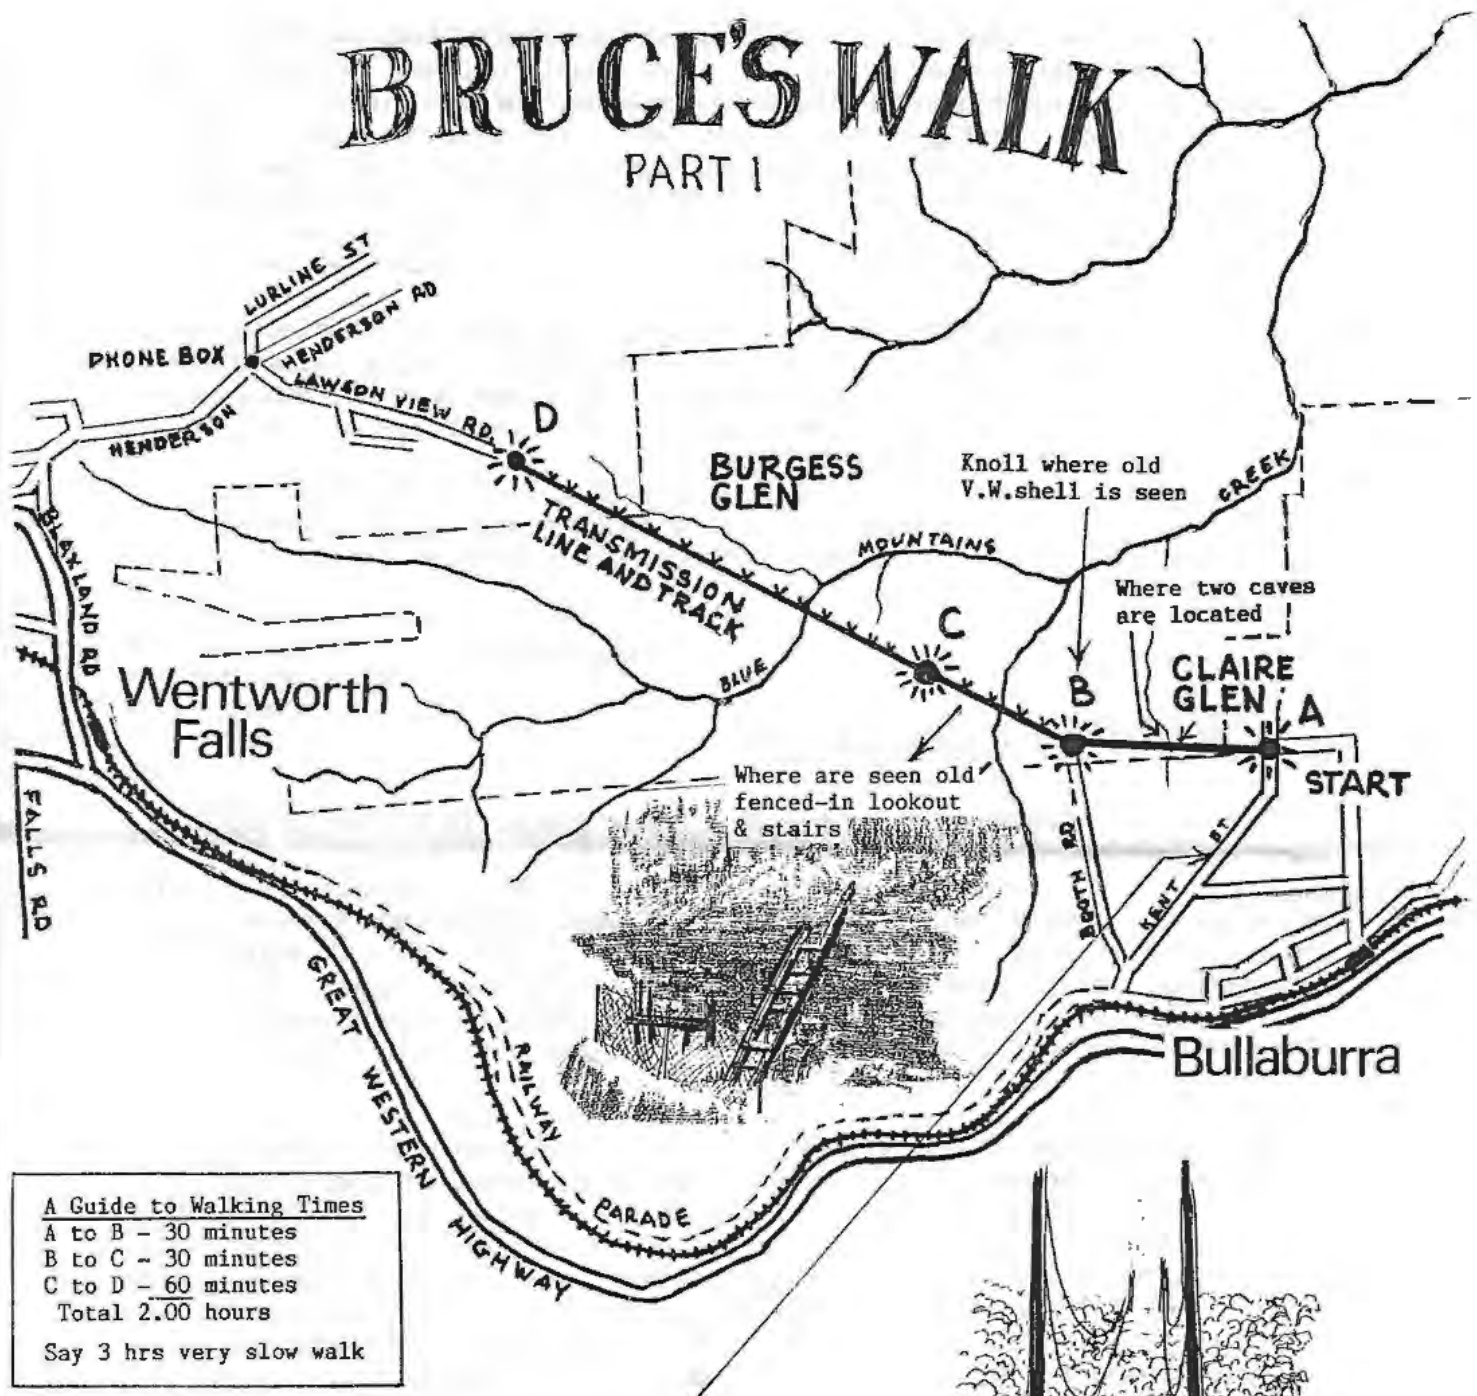 BRUCE'S WALK
PART 1
LURLINE ST
HENDERSON RD
PHONE BOX
LAWSON VIEW RD.
HENDERSON
D
BURGESS
GLEN
Knoll where old
V.W.shell is seen
CREEK
TRANSMISSION
LINE AND TRACK
MOUNTAINS
BLAXLAND RD
Where two caves
are located
C
BLUE
CLAIRE
GLEN
B
A
Wentworth
Falls
START
Where are seen old
fenced-in lookout
& stairs
FALLS RD
BOOTH RD
KENT ST
GREAT WESTERN HIGHWAY
RAILWAY PARADE
Bullaburra
A Guide to Walking Times
A to B - 30 minutes
B to C - 30 minutes
C to D - 60 minutes
Total 2.00 hours
Say 3 hrs very slow walk